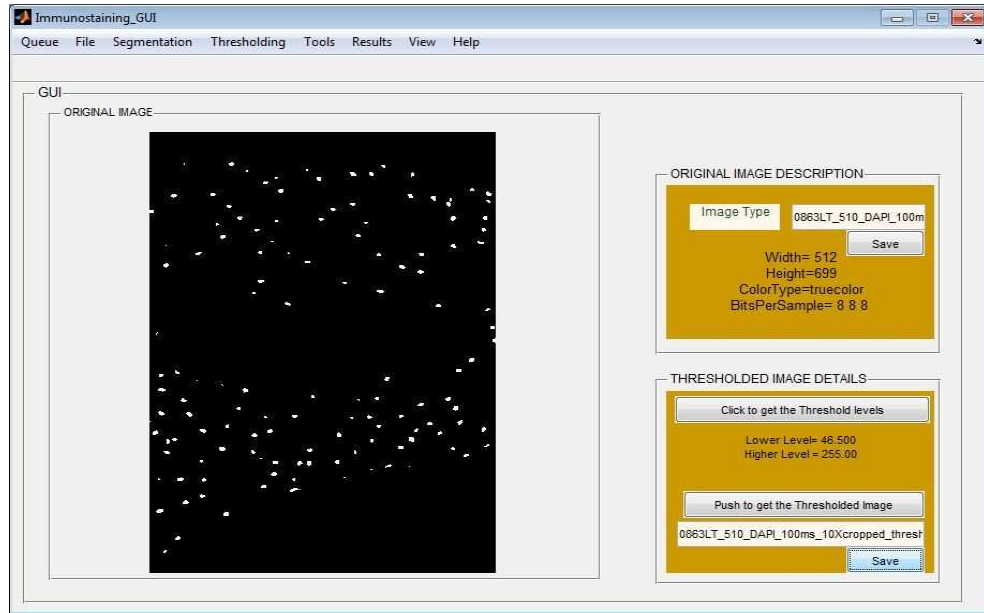 Immunostaining_GUI
Queue File Segmentation Thresholding Tools Results View Help
GUI
ORIGINAL IMAGE
ORIGINAL IMAGE DESCRIPTION
Image Type
0863LT_510_DAPI_100m
Save
Width= 512
Height=699
ColorType=truecolor
BitsPerSample= 8 8 8
THRESHOLDED IMAGE DETAILS
Click to get the Threshold levels
Lower Level= 46.500
Higher Level = 255.00
Push to get the Thresholded Image
0863LT_510_DAPI_100ms_10Xcropped_thresh
Save